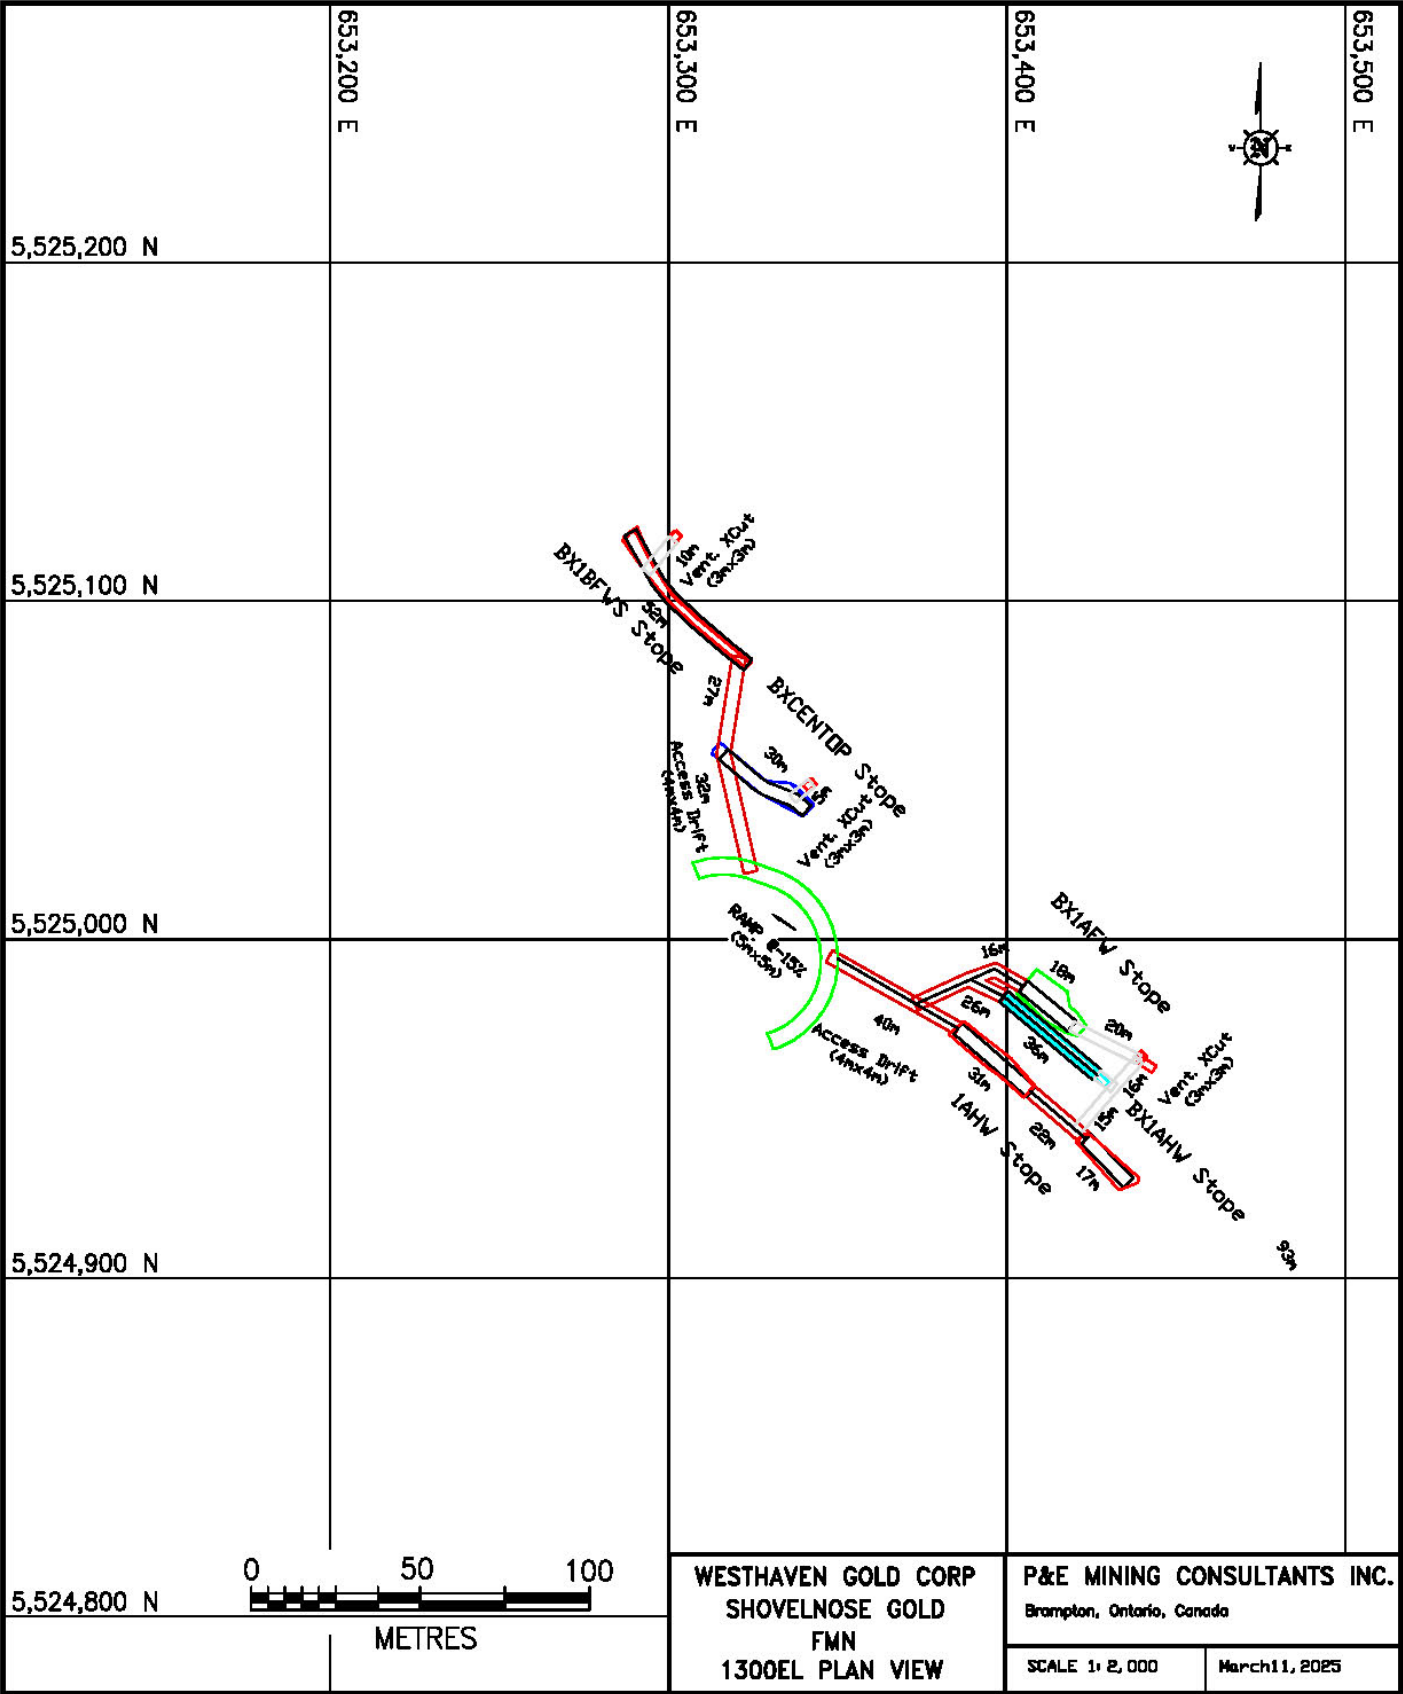 653,200 E
653,300 E
653,400 E
653,500 E
N
5,525,200 N
5,525,100 N
5,525,000 N
5,524,900 N
5,524,800 N
10m
Vent. XCut
(3mx3m)
BX1BFWS Stope
52m
27m
BXCENTOP Stope
30m
5m
Vent. XCut
(3mx3m)
32m
Access Drift
(4mx4m)
RAMP @-15%
(5mx5m)
40m
Access Drift
(4mx4m)
16m
26m
BX1AFW Stope
18m
20m
36m
Vent. XCut
(3mx3m)
16m
15m
BX1AHW Stope
31m
1AHW Stope
22m
17m
93m
0 50 100
METRES
WESTHAVEN GOLD CORP
SHOVELNOSE GOLD
FMN
1300EL PLAN VIEW
P&E MINING CONSULTANTS INC.
Brampton, Ontario, Canada
SCALE 1:2,000
March11,2025